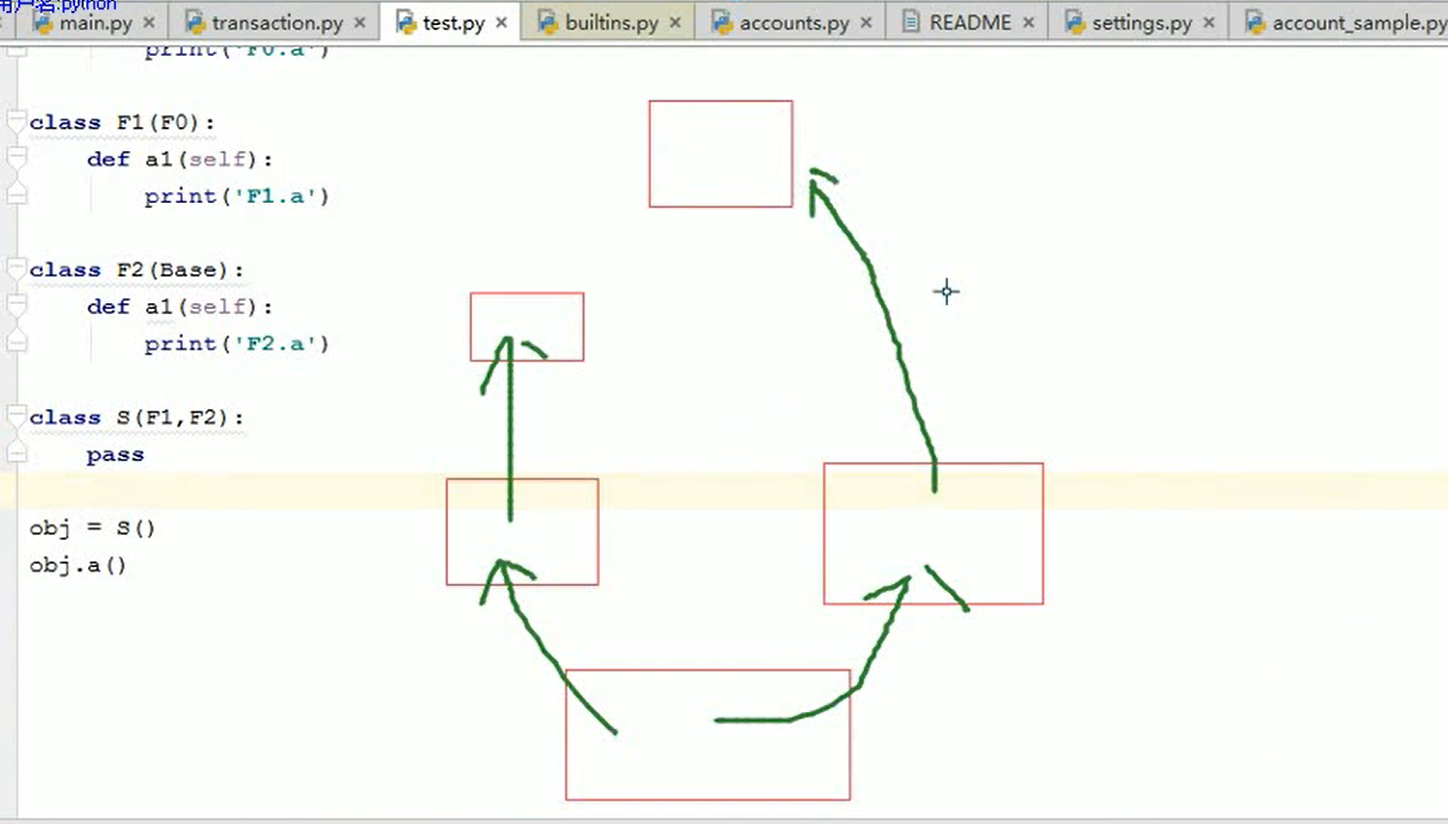 用户名:python
main.py transaction.py test.py builtins.py accounts.py README settings.py account_sample.py
print('F0.a')
class F1(F0):
def a1(self):
print('F1.a')
class F2(Base):
def a1(self):
print('F2.a')
class S(F1,F2):
pass
obj = S()
obj.a()